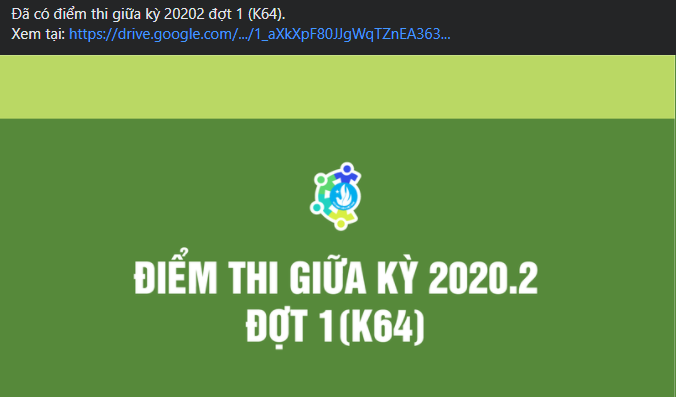 Đã có điểm thi giữa kỳ 20202 đợt 1 (K64).
Xem tại: https://drive.google.com/.../1_aXkXpF80JJgWqTZnEA363...
ĐIỂM THI GIỮA KỲ 2020.2
ĐỢT 1(K64)